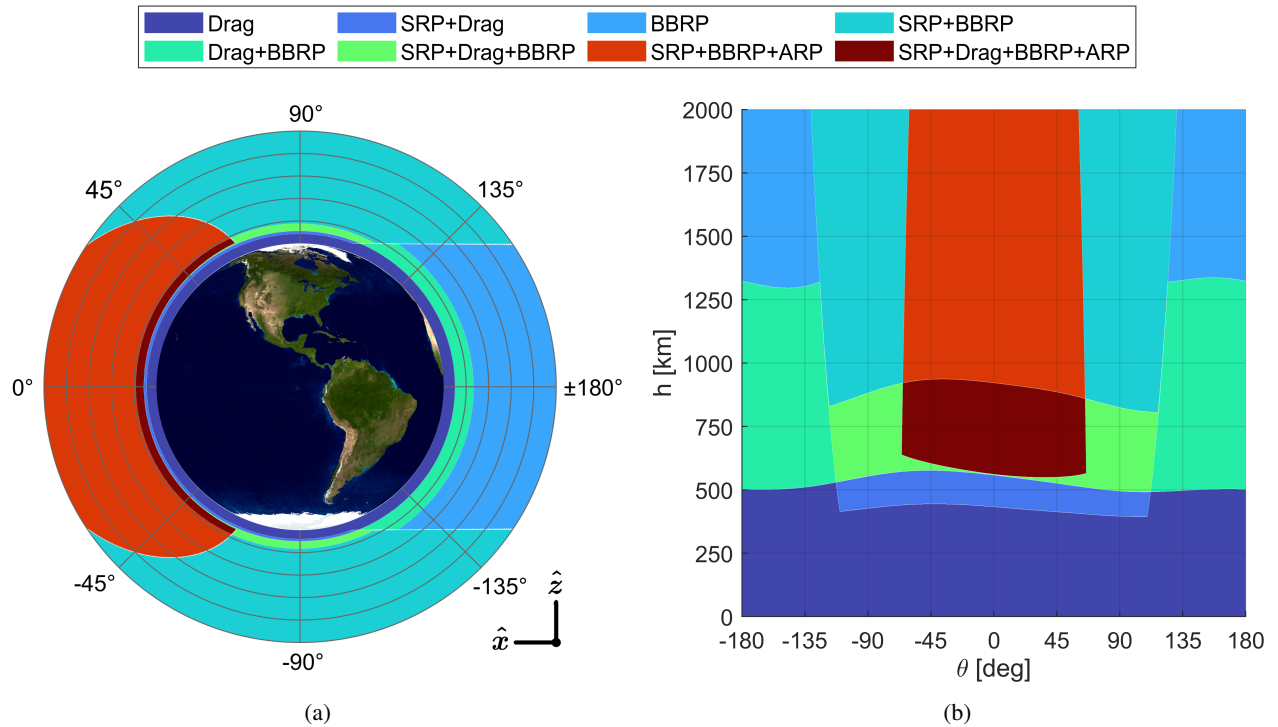 Drag SRP+Drag BBRP SRP+BBRP
Drag+BBRP SRP+Drag+BBRP SRP+BBRP+ARP SRP+Drag+BBRP+ARP
90°
45° 135°
0° ±180°
-45° -135°
-90°
ẑ
x̂
(a)
h [km]
2000
1750
1500
1250
1000
750
500
250
0
-180 -135 -90 -45 0 45 90 135 180
θ [deg]
(b)